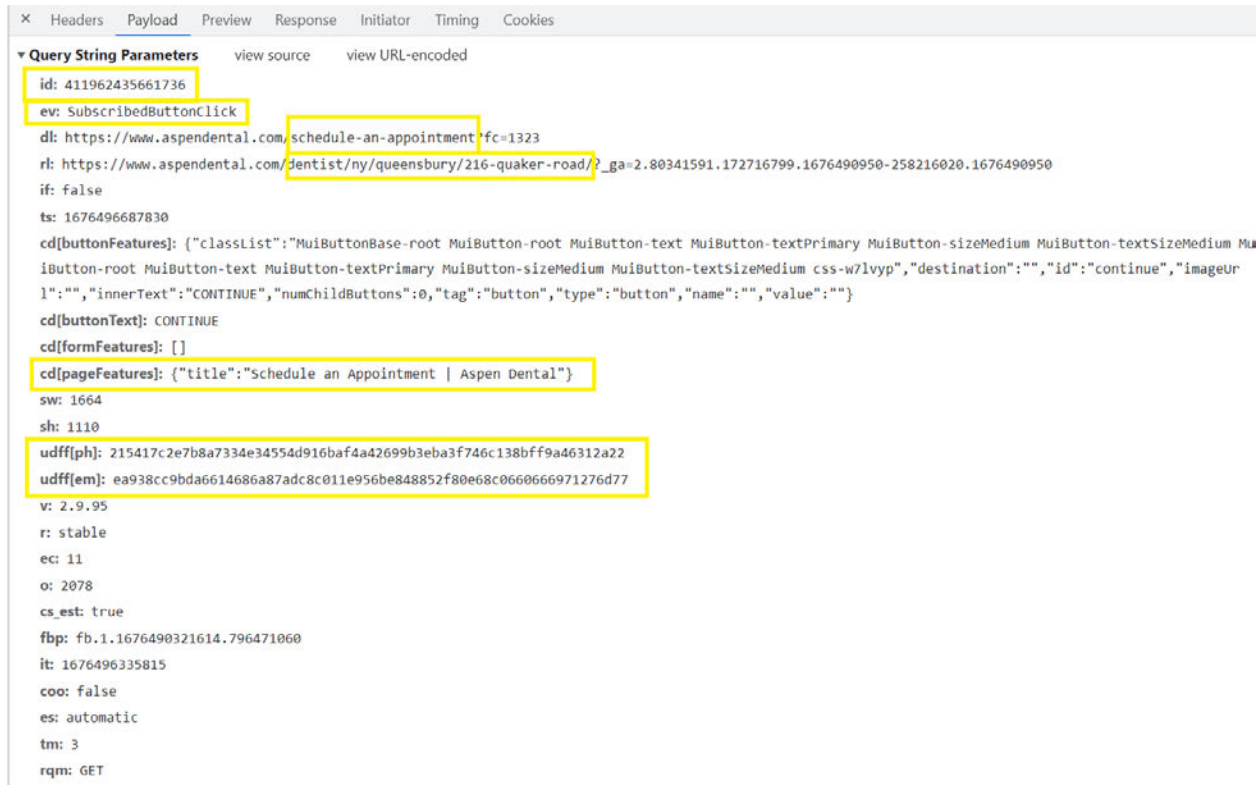 × Headers Payload Preview Response Initiator Timing Cookies
▼ Query String Parameters view source view URL-encoded
id: 411962435661736
ev: SubscribedButtonClick
dl: https://www.aspendental.com/schedule-an-appointment?fc=1323
rl: https://www.aspendental.com/dentist/ny/queensbury/216-quaker-road/?_ga=2.80341591.172716799.1676490950-258216020.1676490950
if: false
ts: 1676496687830
cd[buttonFeatures]: {"classList":"MuiButtonBase-root MuiButton-root MuiButton-text MuiButton-textPrimary MuiButton-sizeMedium MuiButton-textSizeMedium Mu
iButton-root MuiButton-text MuiButton-textPrimary MuiButton-sizeMedium MuiButton-textSizeMedium css-w7lvyp","destination":"","id":"continue","imageUr
l":"","innerText":"CONTINUE","numChildButtons":0,"tag":"button","type":"button","name":"","value":""}
cd[buttonText]: CONTINUE
cd[formFeatures]: []
cd[pageFeatures]: {"title":"Schedule an Appointment | Aspen Dental"}
sw: 1664
sh: 1110
udff[ph]: 215417c2e7b8a7334e34554d916baf4a42699b3eba3f746c138bff9a46312a22
udff[em]: ea938cc9bda6614686a87adc8c011e956be848852f80e68c0660666971276d77
v: 2.9.95
r: stable
ec: 11
o: 2078
cs_est: true
fbp: fb.1.1676490321614.796471060
it: 1676496335815
coo: false
es: automatic
tm: 3
rqm: GET